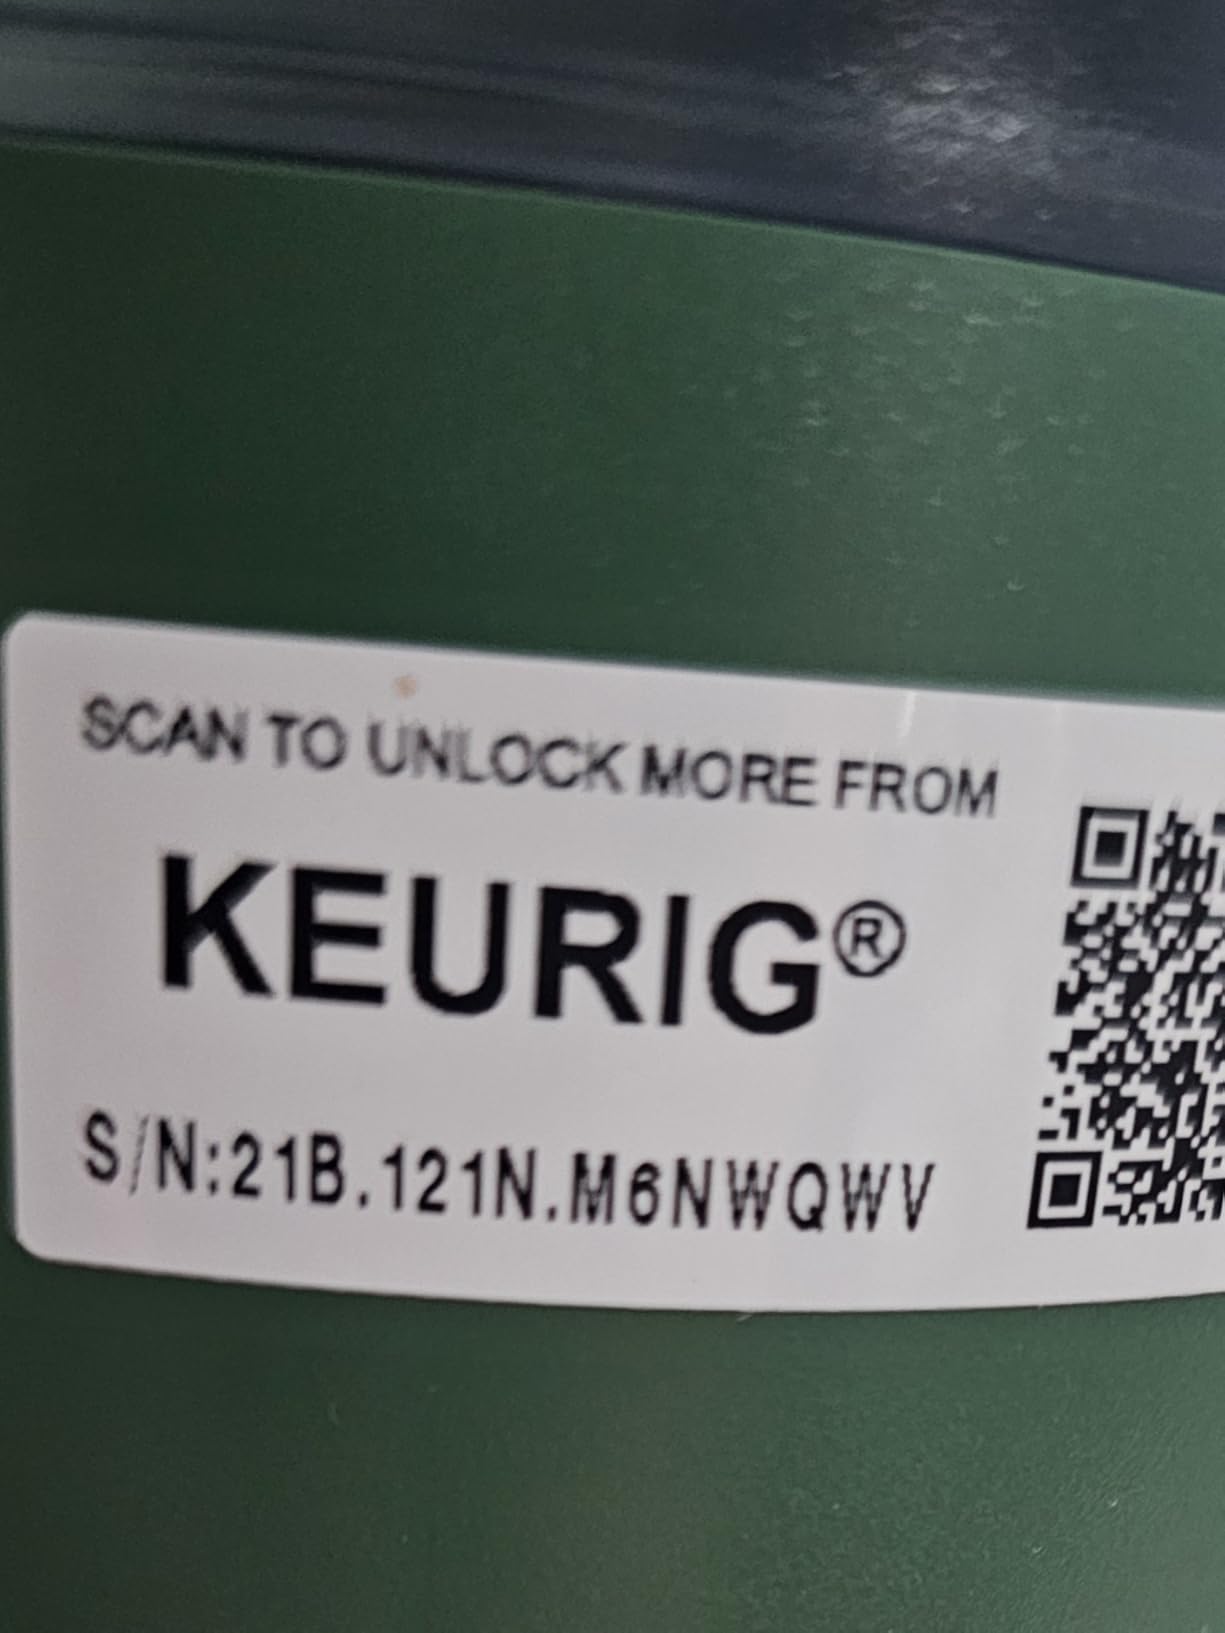 SCAN TO UNLOCK MORE FROM
KEURIG®
S/N:21B.121N.M6NWQWV